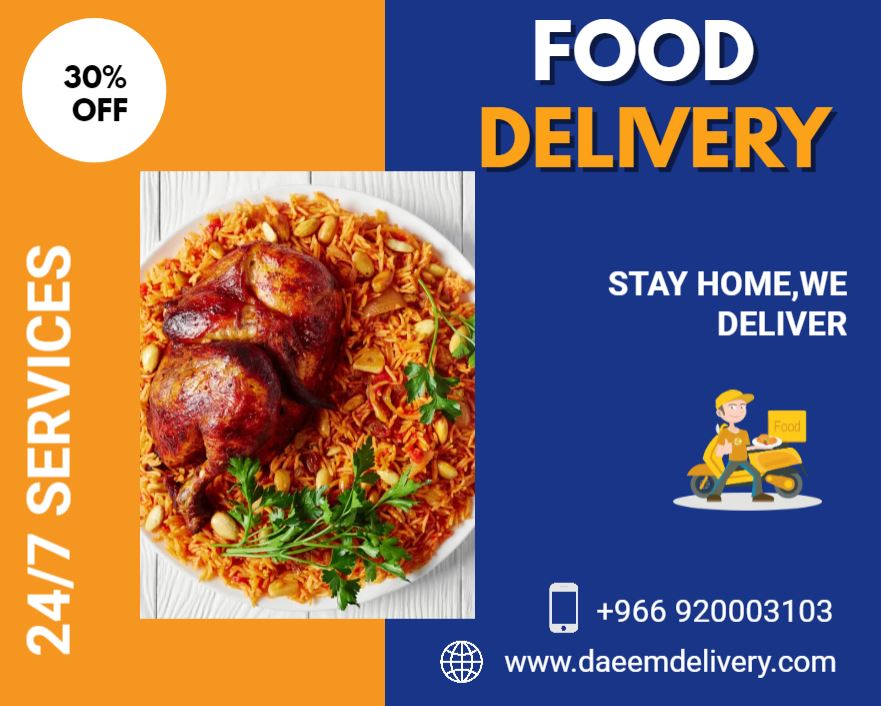 30%
OFF
FOOD
DELIVERY
24/7 SERVICES
STAY HOME,WE
DELIVER
Food
+966 920003103
www.daeemdelivery.com